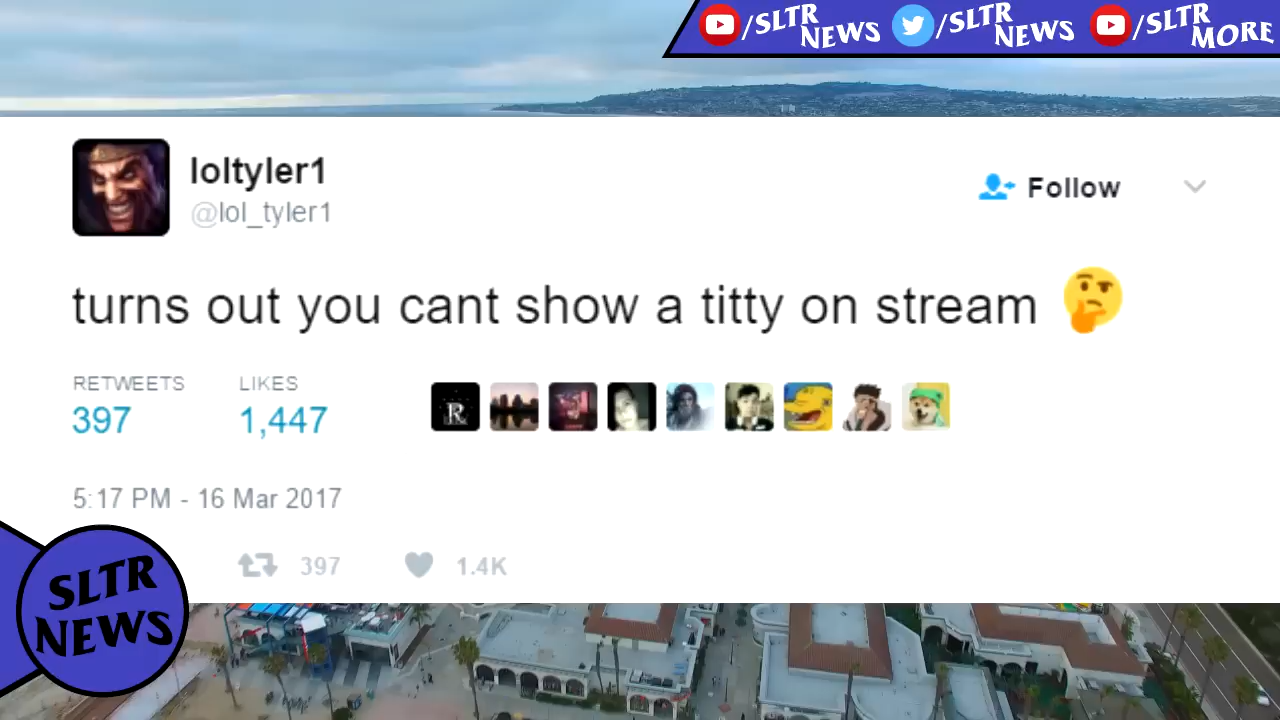 /SLTR NEWS /SLTR NEWS /SLTR MORE
loltyler1
@lol_tyler1
Follow
turns out you cant show a titty on stream 🤔
RETWEETS LIKES
397 1,447
R
5:17 PM - 16 Mar 2017
397 1.4K
SLTR
NEWS